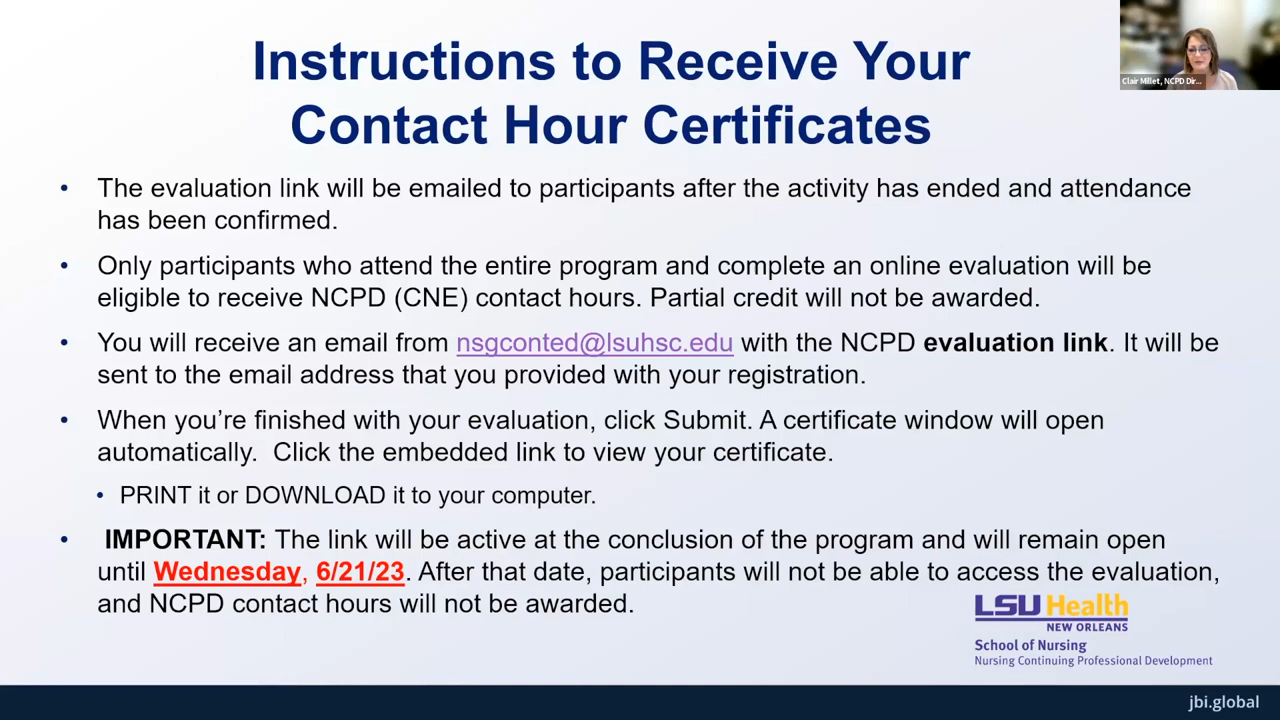 Instructions to Receive Your
Contact Hour Certificates
Clair Millet, NCPD Dir...
• The evaluation link will be emailed to participants after the activity has ended and attendance
has been confirmed.
• Only participants who attend the entire program and complete an online evaluation will be
eligible to receive NCPD (CNE) contact hours. Partial credit will not be awarded.
• You will receive an email from nsgconted@lsuhsc.edu with the NCPD evaluation link. It will be
sent to the email address that you provided with your registration.
• When you’re finished with your evaluation, click Submit. A certificate window will open
automatically.  Click the embedded link to view your certificate.
• PRINT it or DOWNLOAD it to your computer.
• IMPORTANT: The link will be active at the conclusion of the program and will remain open
until Wednesday, 6/21/23. After that date, participants will not be able to access the evaluation,
and NCPD contact hours will not be awarded.
LSU Health
NEW ORLEANS
School of Nursing
Nursing Continuing Professional Development
jbi.global